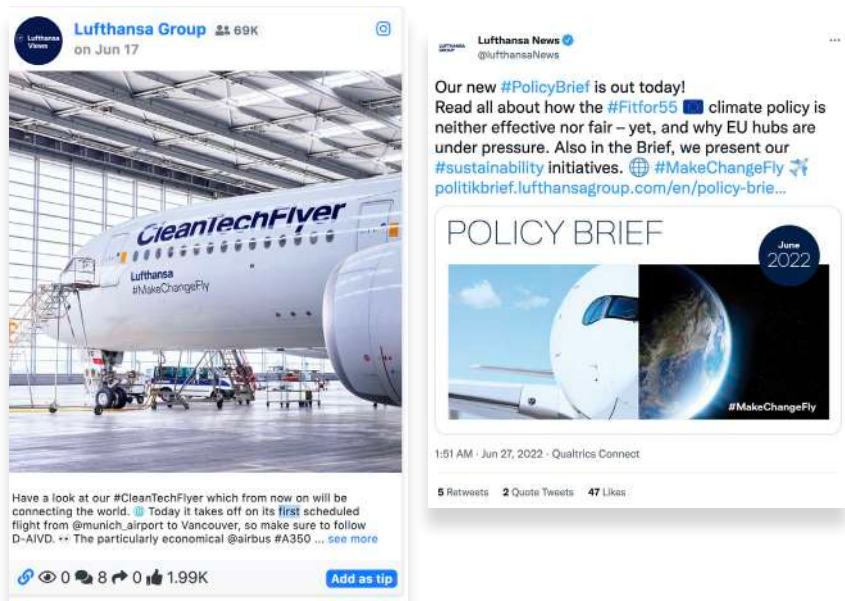 Lufthansa
Views
Lufthansa Group 69K
on Jun 17
CleanTechFlyer
Lufthansa
#MakeChangeFly
Have a look at our #CleanTechFlyer which from now on will be
connecting the world. 🌐 Today it takes off on its first scheduled
flight from @munich_airport to Vancouver, so make sure to follow
D-AIVD. 👀 The particularly economical @airbus #A350 ... see more
0 8 0 1.99K
Add as tip
LUFTHANSA
GROUP
Lufthansa News
@lufthansaNews
Our new #PolicyBrief is out today!
Read all about how the #Fitfor55 🇪🇺 climate policy is
neither effective nor fair – yet, and why EU hubs are
under pressure. Also in the Brief, we present our
#sustainability initiatives. 🌐 #MakeChangeFly ✈️
politikbrief.lufthansagroup.com/en/policy-brie...
POLICY BRIEF
June
2022
#MakeChangeFly
1:51 AM · Jun 27, 2022 · Qualtrics Connect
5 Retweets 2 Quote Tweets 47 Likes